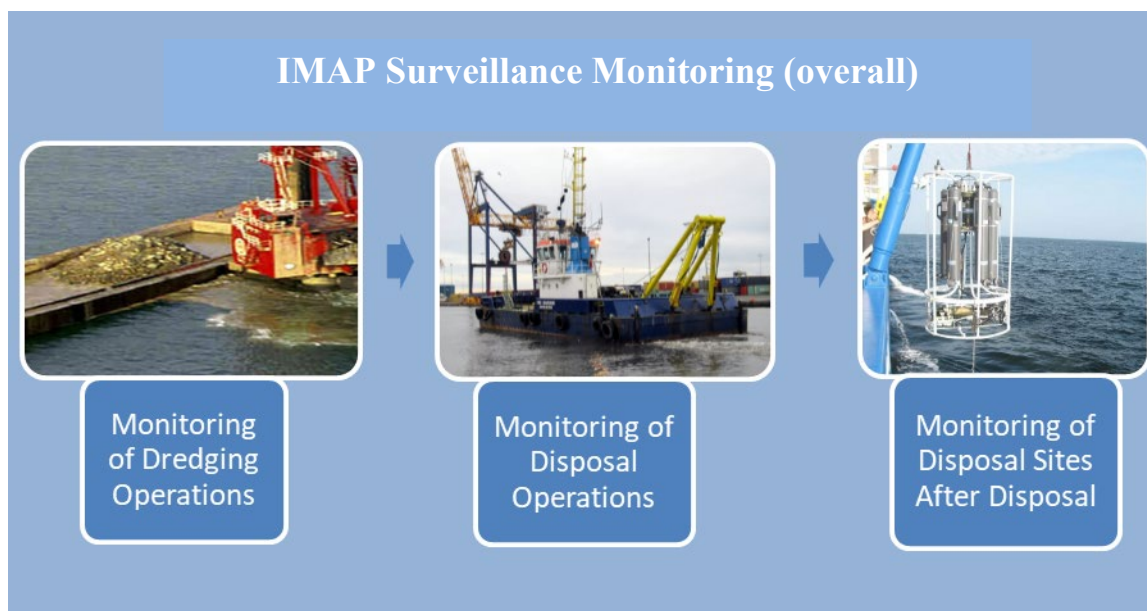 IMAP Surveillance Monitoring (overall)
Monitoring
of Dredging
Operations
Monitoring of
Disposal
Operations
Monitoring of
Disposal Sites
After Disposal